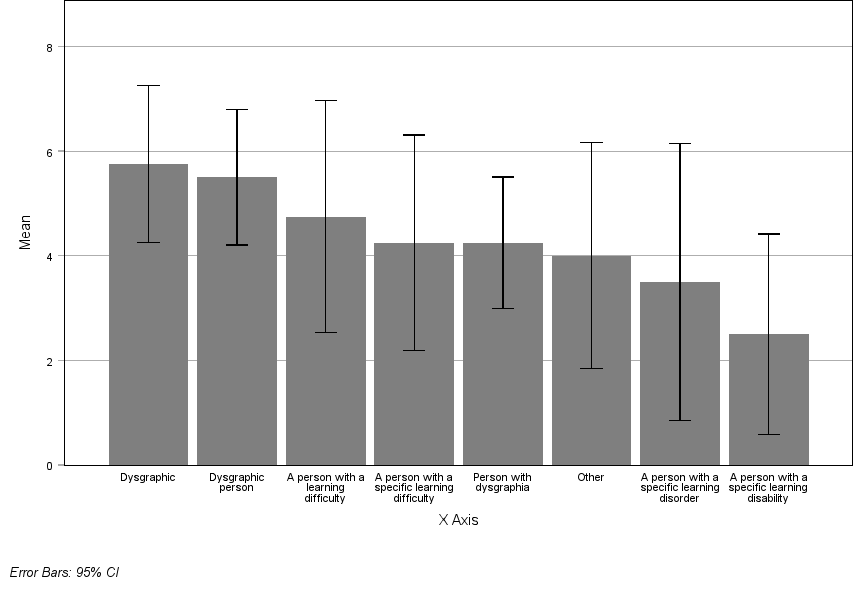 8
6
4
2
0
Mean
Dysgraphic
Dysgraphic
person
A person with a
learning
difficulty
A person with a
specific learning
difficulty
Person with
dysgraphia
Other
A person with a
specific learning
disorder
A person with a
specific learning
disability
X Axis
Error Bars: 95% CI